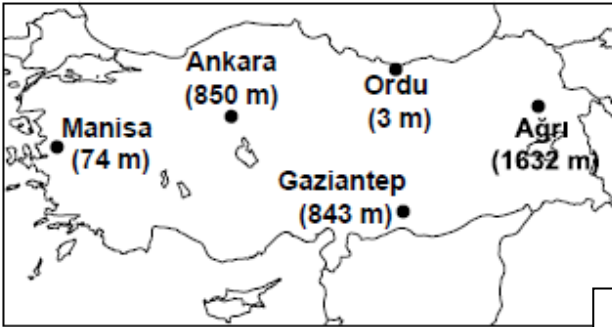 Ankara
(850 m)
Ordu
(3 m)
Manisa
(74 m)
Ağrı
(1632 m)
Gaziantep
(843 m)